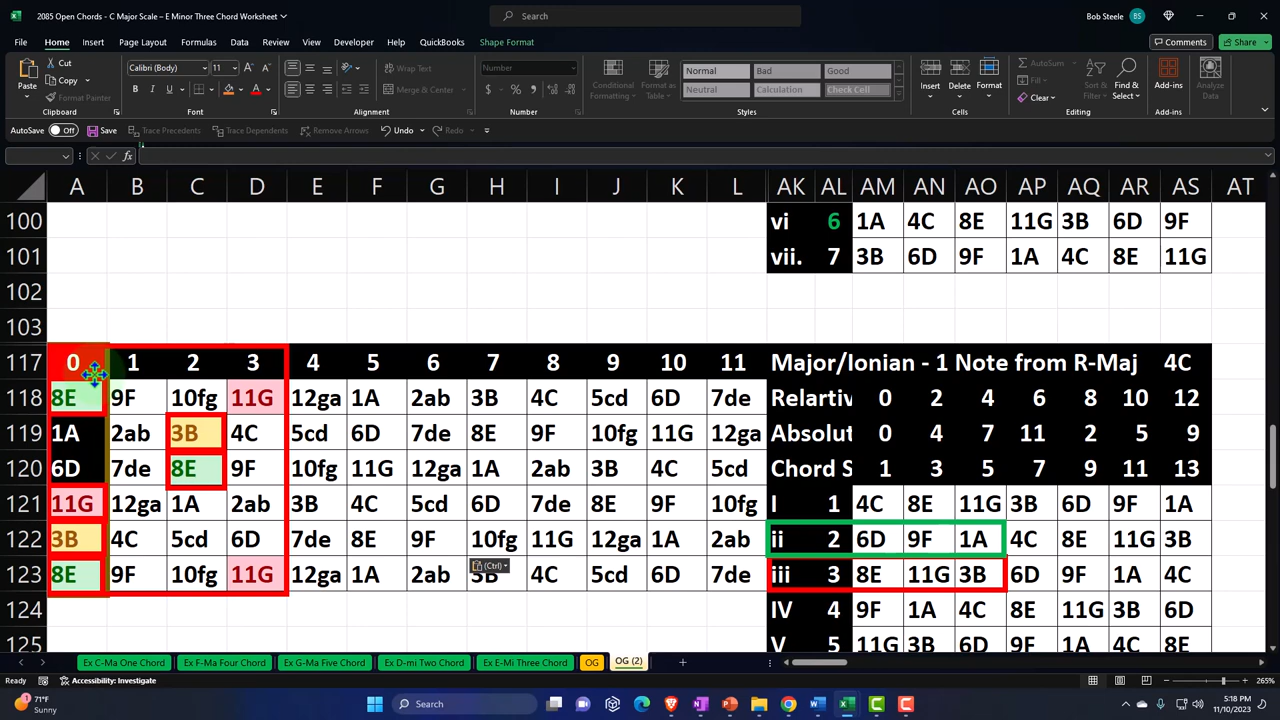 2085 Open Chords - C Major Scale – E Minor Three Chord Worksheet
Search
Bob Steele BS
File Home Insert Page Layout Formulas Data Review View Developer Automate Help QuickBooks Shape Format
Comments Share
Paste Cut Copy Format Painter
Calibri (Body) 11
Wrap Text
Merge & Center
Number
Conditional Formatting Format as Table
Normal Bad Good
Neutral Calculation Check Cell
Insert Delete Format
AutoSum Fill Clear
Sort & Filter Find & Select
Add-ins Analyze Data
Clipboard Font Alignment Number Styles Cells Editing Add-ins
AutoSave Off Save Trace Precedents Trace Dependents Remove Arrows Undo Redo
fx
A B C D E F G H I J K L AK AL AM AN AO AP AQ AR AS AT
100 vi 6 1A 4C 8E 11G 3B 6D 9F
101 vii. 7 3B 6D 9F 1A 4C 8E 11G
102
103
117 0 1 2 3 4 5 6 7 8 9 10 11 Major/Ionian - 1 Note from R-Maj 4C
118 8E 9F 10fg 11G 12ga 1A 2ab 3B 4C 5cd 6D 7de Relartiv 0 2 4 6 8 10 12
119 1A 2ab 3B 4C 5cd 6D 7de 8E 9F 10fg 11G 12ga Absolut 0 4 7 11 2 5 9
120 6D 7de 8E 9F 10fg 11G 12ga 1A 2ab 3B 4C 5cd Chord S 1 3 5 7 9 11 13
121 11G 12ga 1A 2ab 3B 4C 5cd 6D 7de 8E 9F 10fg I 1 4C 8E 11G 3B 6D 9F 1A
122 3B 4C 5cd 6D 7de 8E 9F 10fg 11G 12ga 1A 2ab ii 2 6D 9F 1A 4C 8E 11G 3B
123 8E 9F 10fg 11G 12ga 1A 2ab 3B 4C 5cd 6D 7de iii 3 8E 11G 3B 6D 9F 1A 4C
(Ctrl)
124 IV 4 9F 1A 4C 8E 11G 3B 6D
125 V 5 11G 3B 6D 9F 1A 4C 8E
Ex C-Ma One Chord Ex F-Ma Four Chord Ex G-Ma Five Chord Ex D-mi Two Chord Ex E-Mi Three Chord OG OG (2)
Ready Accessibility: Investigate 265%
71°F
Sunny
Search
5:18 PM
11/10/2023